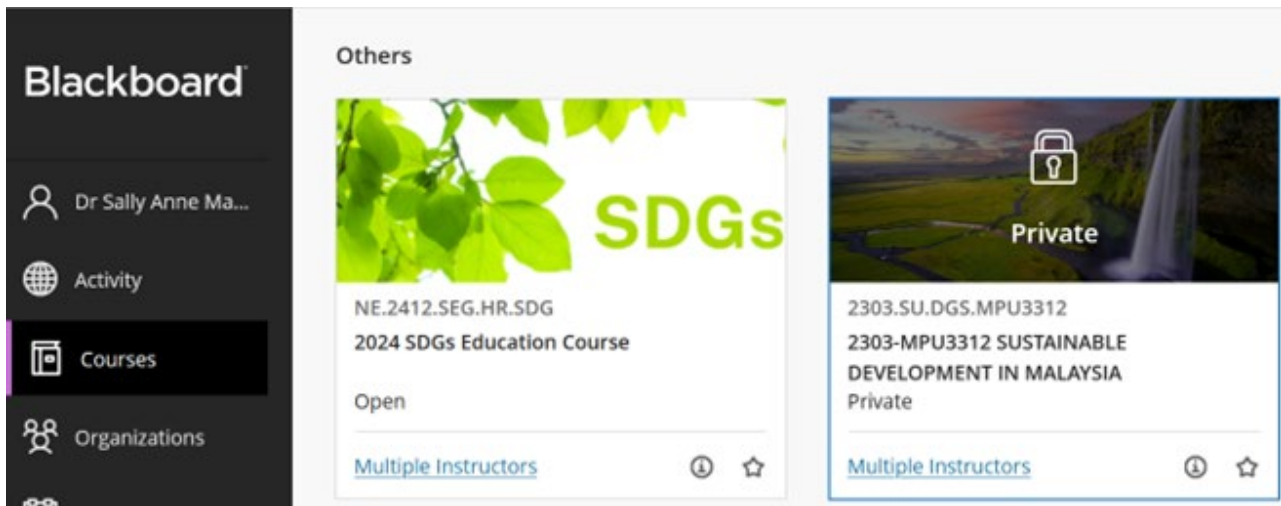 Blackboard
Dr Sally Anne Ma...
Activity
Courses
Organizations
Others
SDGs
NE.2412.SEG.HR.SDG
2024 SDGs Education Course
Open
Multiple Instructors
Private
2303.SU.DGS.MPU3312
2303-MPU3312 SUSTAINABLE
DEVELOPMENT IN MALAYSIA
Private
Multiple Instructors